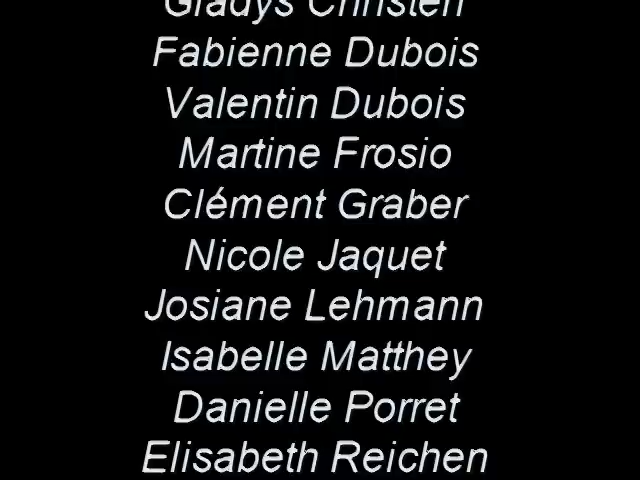 Gladys Christen
Fabienne Dubois
Valentin Dubois
Martine Frosio
Clément Graber
Nicole Jaquet
Josiane Lehmann
Isabelle Matthey
Danielle Porret
Elisabeth Reichen